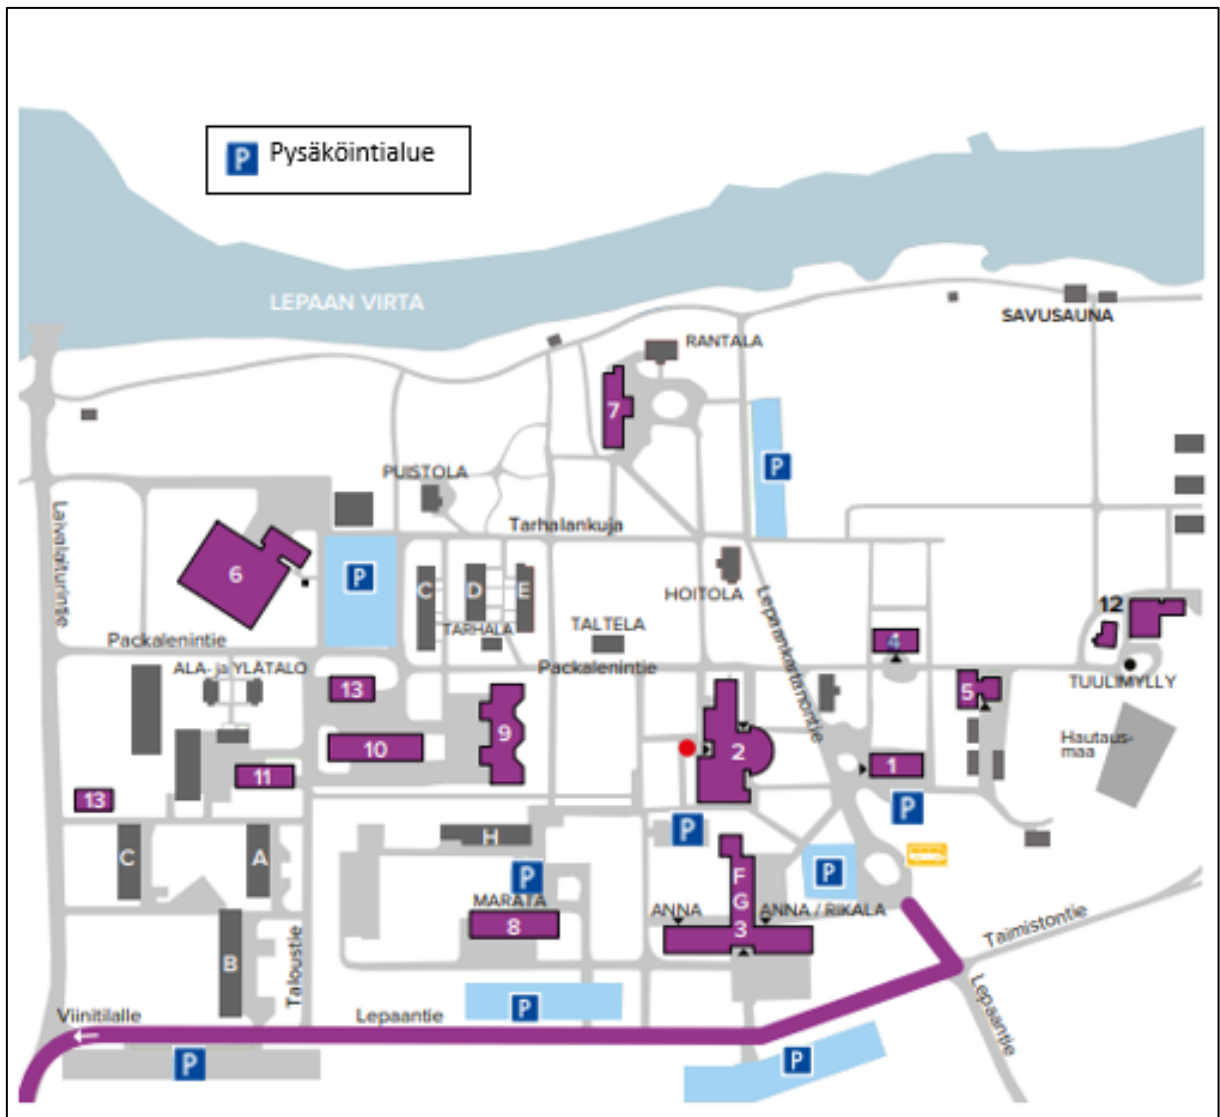 P Pysäköintialue
LEPAAN VIRTA
SAVUSAUNA
RANTALA
7
P
PUISTOLA
Tarhalankuja
Laivalaiturintie
6
P
C
D
E
HOITOLA
Lepaankartanontie
12
TARHALA
TALTELA
4
Packalenintie
Packalenintie
ALA- ja YLÄTALO
13
5
TUULIMYLLY
9
10
2
Hautaus-
maa
11
1
13
P
P
H
C
A
P
P
F
MARATA
ANNA
G
ANNA / RIKALA
8
3
Taimistontie
B
Taloustie
Lepaantie
P
Viinitilalle
Lepaantie
P
P